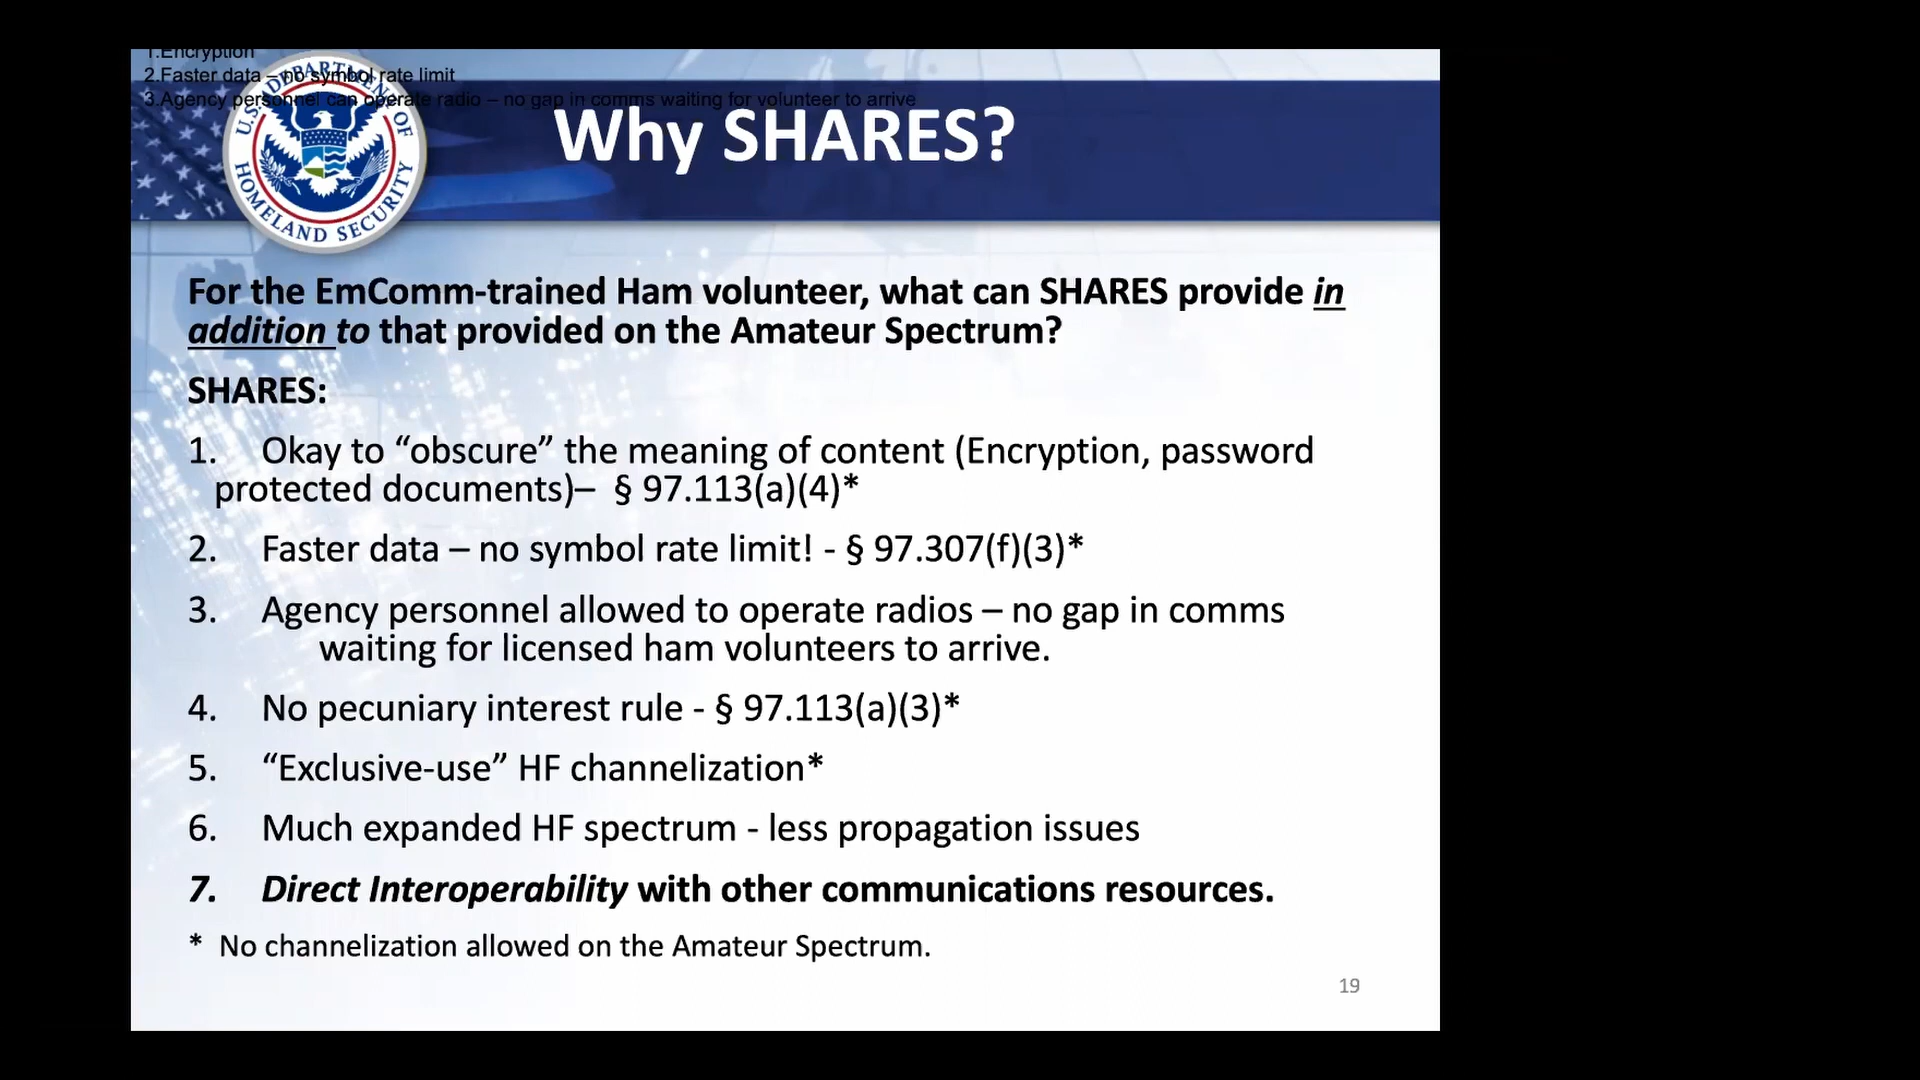 1.Encryption
2.Faster data – no symbol rate limit
3.Agency personnel can operate radio – no gap in comms waiting for volunteer to arrive
U.S. DEPARTMENT OF
HOMELAND SECURITY
Why SHARES?
For the EmComm-trained Ham volunteer, what can SHARES provide in
addition to that provided on the Amateur Spectrum?
SHARES:
1. Okay to “obscure” the meaning of content (Encryption, password
protected documents)– § 97.113(a)(4)*
2. Faster data – no symbol rate limit! - § 97.307(f)(3)*
3. Agency personnel allowed to operate radios – no gap in comms
waiting for licensed ham volunteers to arrive.
4. No pecuniary interest rule - § 97.113(a)(3)*
5. “Exclusive-use” HF channelization*
6. Much expanded HF spectrum - less propagation issues
7. Direct Interoperability with other communications resources.
* No channelization allowed on the Amateur Spectrum.
19